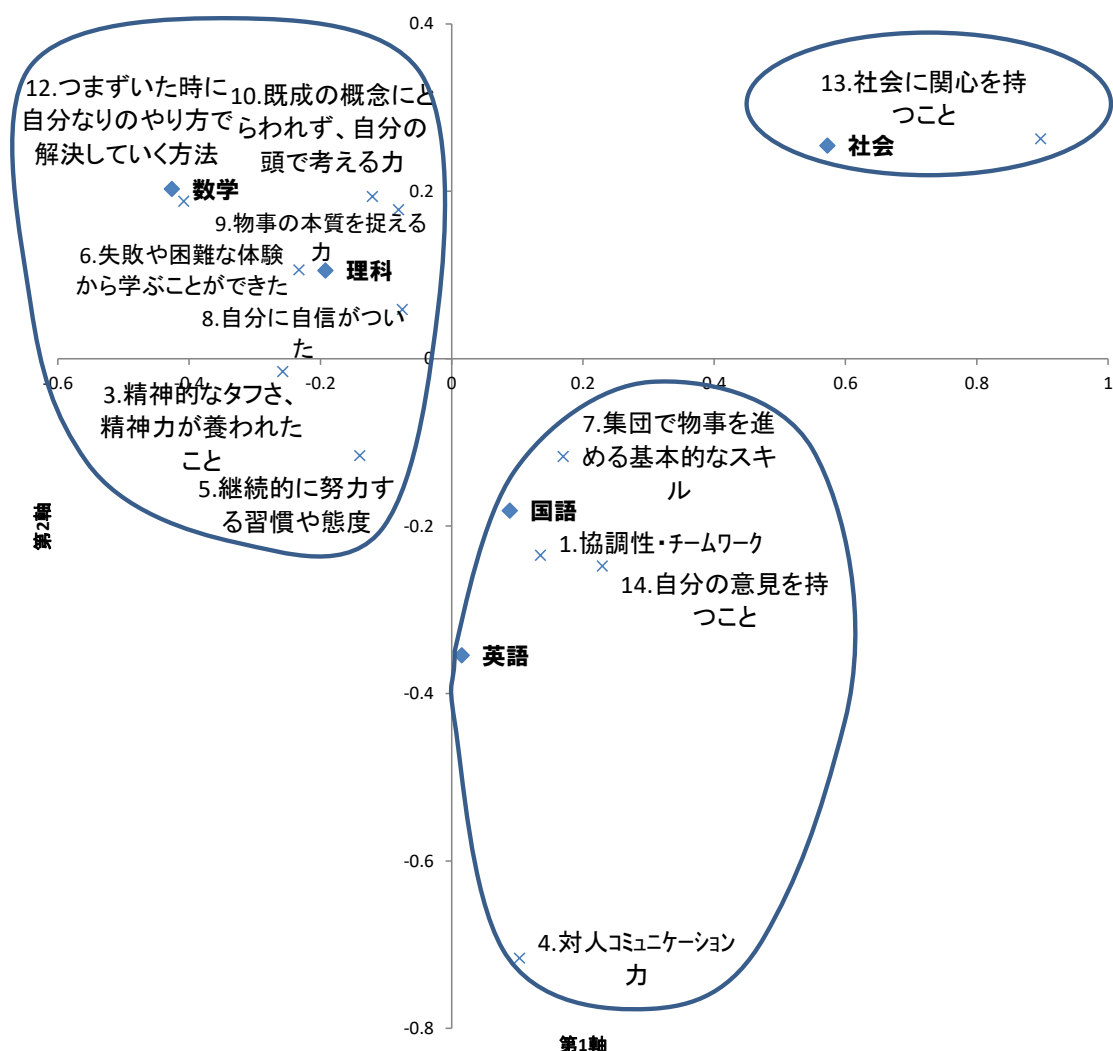 0.4
12.つまずいた時に
自分なりのやり方で
解決していく方法
10.既成の概念にと
らわれず、自分の
頭で考える力
13.社会に関心を持
つこと
社会
数学
0.2
9.物事の本質を捉える
力
6.失敗や困難な体験
から学ぶことができた
理科
8.自分に自信がつい
た
0
-0.6
-0.4
-0.2
0
0.2
0.4
0.6
0.8
1
3.精神的なタフさ、
精神力が養われた
こと
5.継続的に努力す
る習慣や態度
7.集団で物事を進
める基本的なスキ
ル
第2軸
-0.2
国語
1.協調性・チームワーク
14.自分の意見を持
つこと
英語
-0.4
-0.6
4.対人コミュニケーション
力
-0.8
第1軸